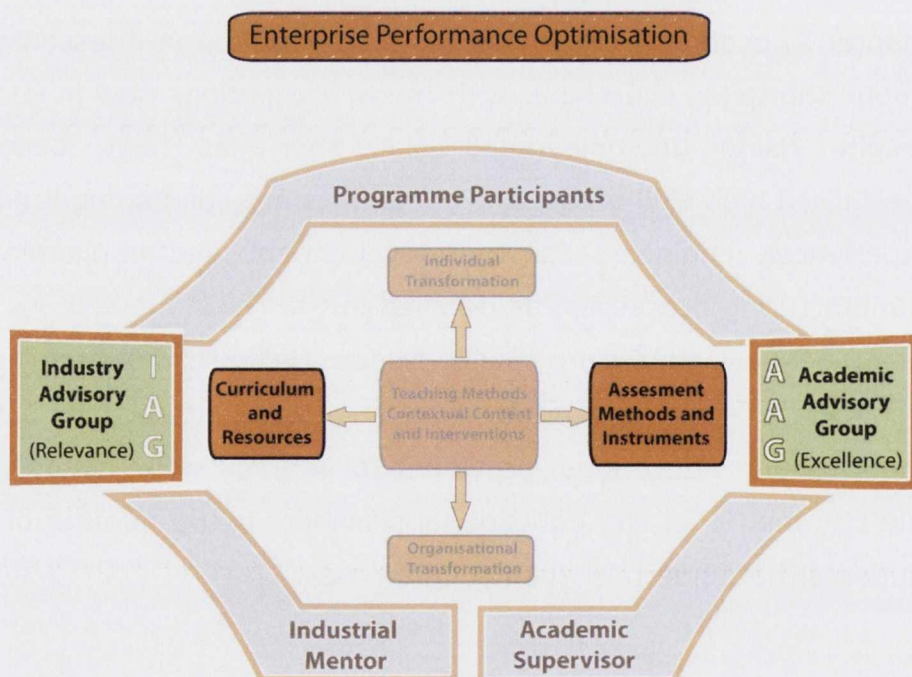 Enterprise Performance Optimisation
Programme Participants
Individual
Transformation
Industry
Advisory
Group
(Relevance)
I
A
G
Curriculum
and
Resources
Teaching Methods
Contextual Content
and Interventions
Assesment
Methods and
Instruments
A
A
G
Academic
Advisory
Group
(Excellence)
Organisational
Transformation
Industrial
Mentor
Academic
Supervisor